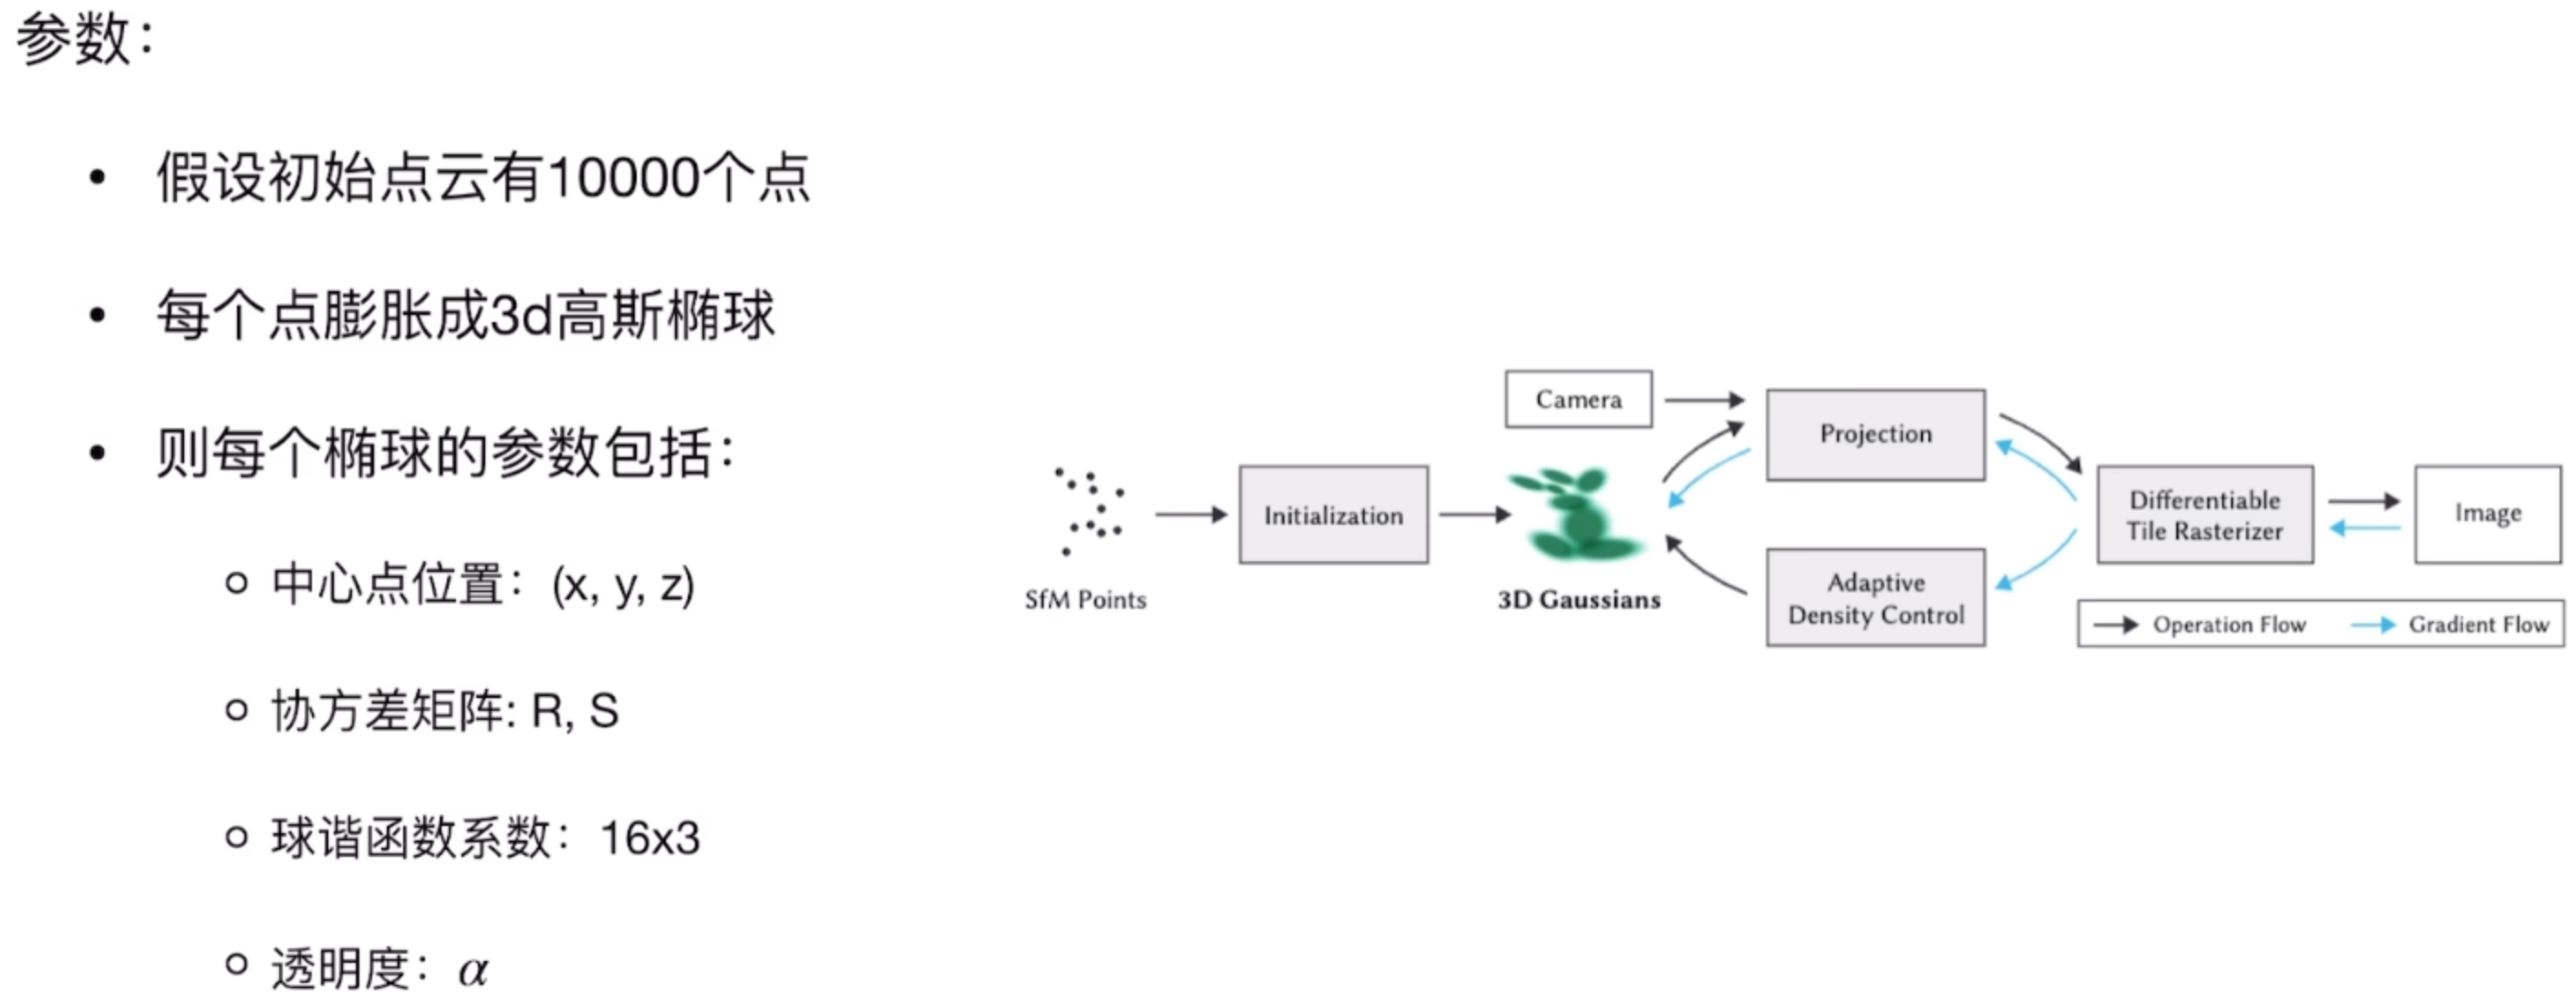 参数：
• 假设初始点云有10000个点
• 每个点膨胀成3d高斯椭球
• 则每个椭球的参数包括：
○ 中心点位置：(x, y, z)
○ 协方差矩阵: R, S
○ 球谐函数系数：16x3
○ 透明度：α
SfM Points
Initialization
Camera
3D Gaussians
Projection
Adaptive
Density Control
Differentiable
Tile Rasterizer
Image
Operation Flow
Gradient Flow